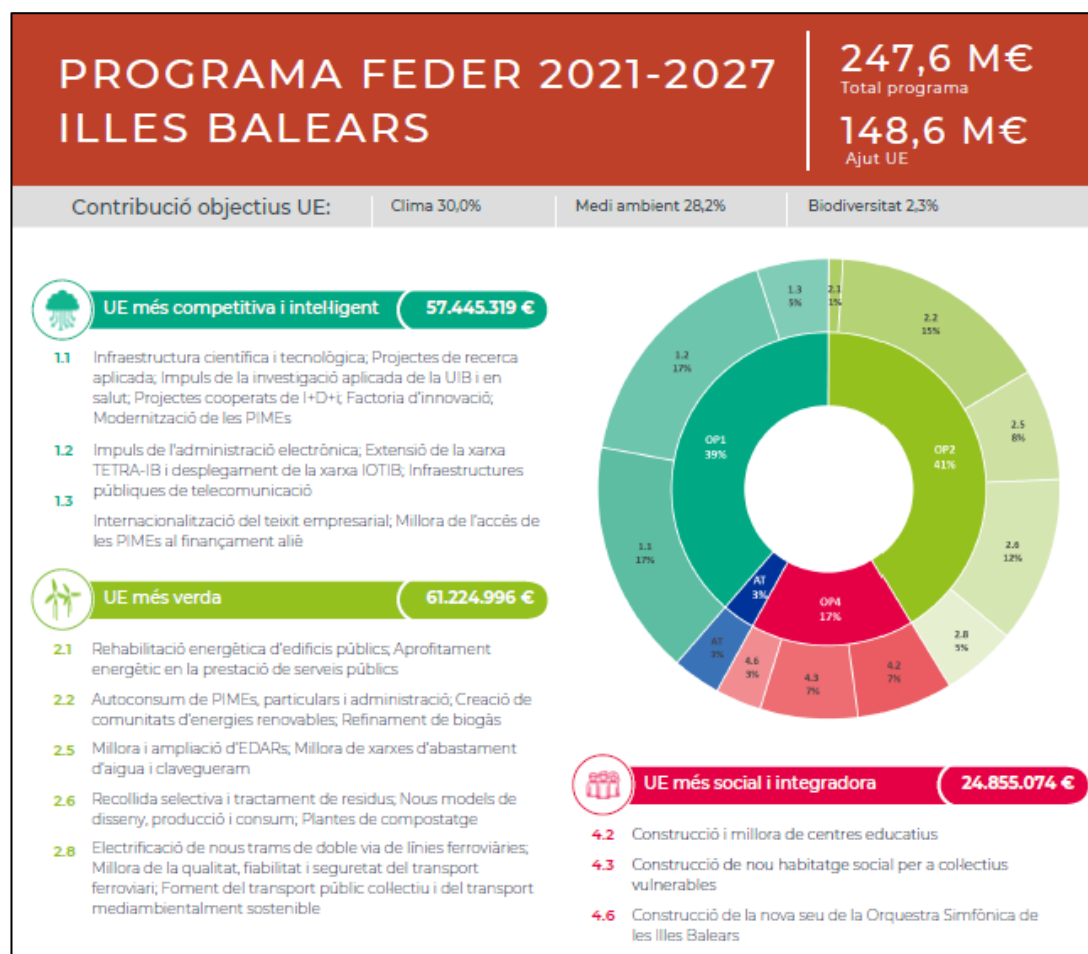 PROGRAMA FEDER 2021-2027
ILLES BALEARS
247,6 M€
Total programa
148,6 M€
Ajut UE
Contribució objectius UE:
Clima 30,0%
Medi ambient 28,2%
Biodiversitat 2,3%
UE més competitiva i intel·ligent
57.445.319 €
1.1 Infraestructura científica i tecnològica; Projectes de recerca
aplicada; Impuls de la investigació aplicada de la UIB i en
salut; Projectes cooperats de I+D+i; Factoria d'innovació;
Modernització de les PIMEs
1.2 Impuls de l'administració electrònica; Extensió de la xarxa
TETRA-IB i desplegament de la xarxa IOTIB; Infraestructures
públiques de telecomunicació
1.3
Internacionalització del teixit empresarial; Millora de l'accés de
les PIMEs al finançament aliè
UE més verda
61.224.996 €
2.1 Rehabilitació energètica d'edificis públics; Aprofitament
energètic en la prestació de serveis públics
2.2 Autoconsum de PIMEs, particulars i administració; Creació de
comunitats d'energies renovables; Refinament de biogàs
2.5 Millora i ampliació d'EDARs; Millora de xarxes d'abastament
d'aigua i clavegueram
2.6 Recollida selectiva i tractament de residus; Nous models de
disseny, producció i consum; Plantes de compostatge
2.8 Electrificació de nous trams de doble via de línies ferroviàries;
Millora de la qualitat, fiabilitat i seguretat del transport
ferroviari; Foment del transport públic col·lectiu i del transport
mediambientalment sostenible
1.3
5%
2.1
1%
2.2
15%
1.2
17%
2.5
8%
OP1
39%
OP2
41%
2.6
12%
1.1
17%
AT
3%
OP4
17%
2.8
5%
AT
3%
4.6
3%
4.3
7%
4.2
7%
UE més social i integradora
24.855.074 €
4.2 Construcció i millora de centres educatius
4.3 Construcció de nou habitatge social per a col·lectius
vulnerables
4.6 Construcció de la nova seu de la Orquestra Simfònica de
les Illes Balears